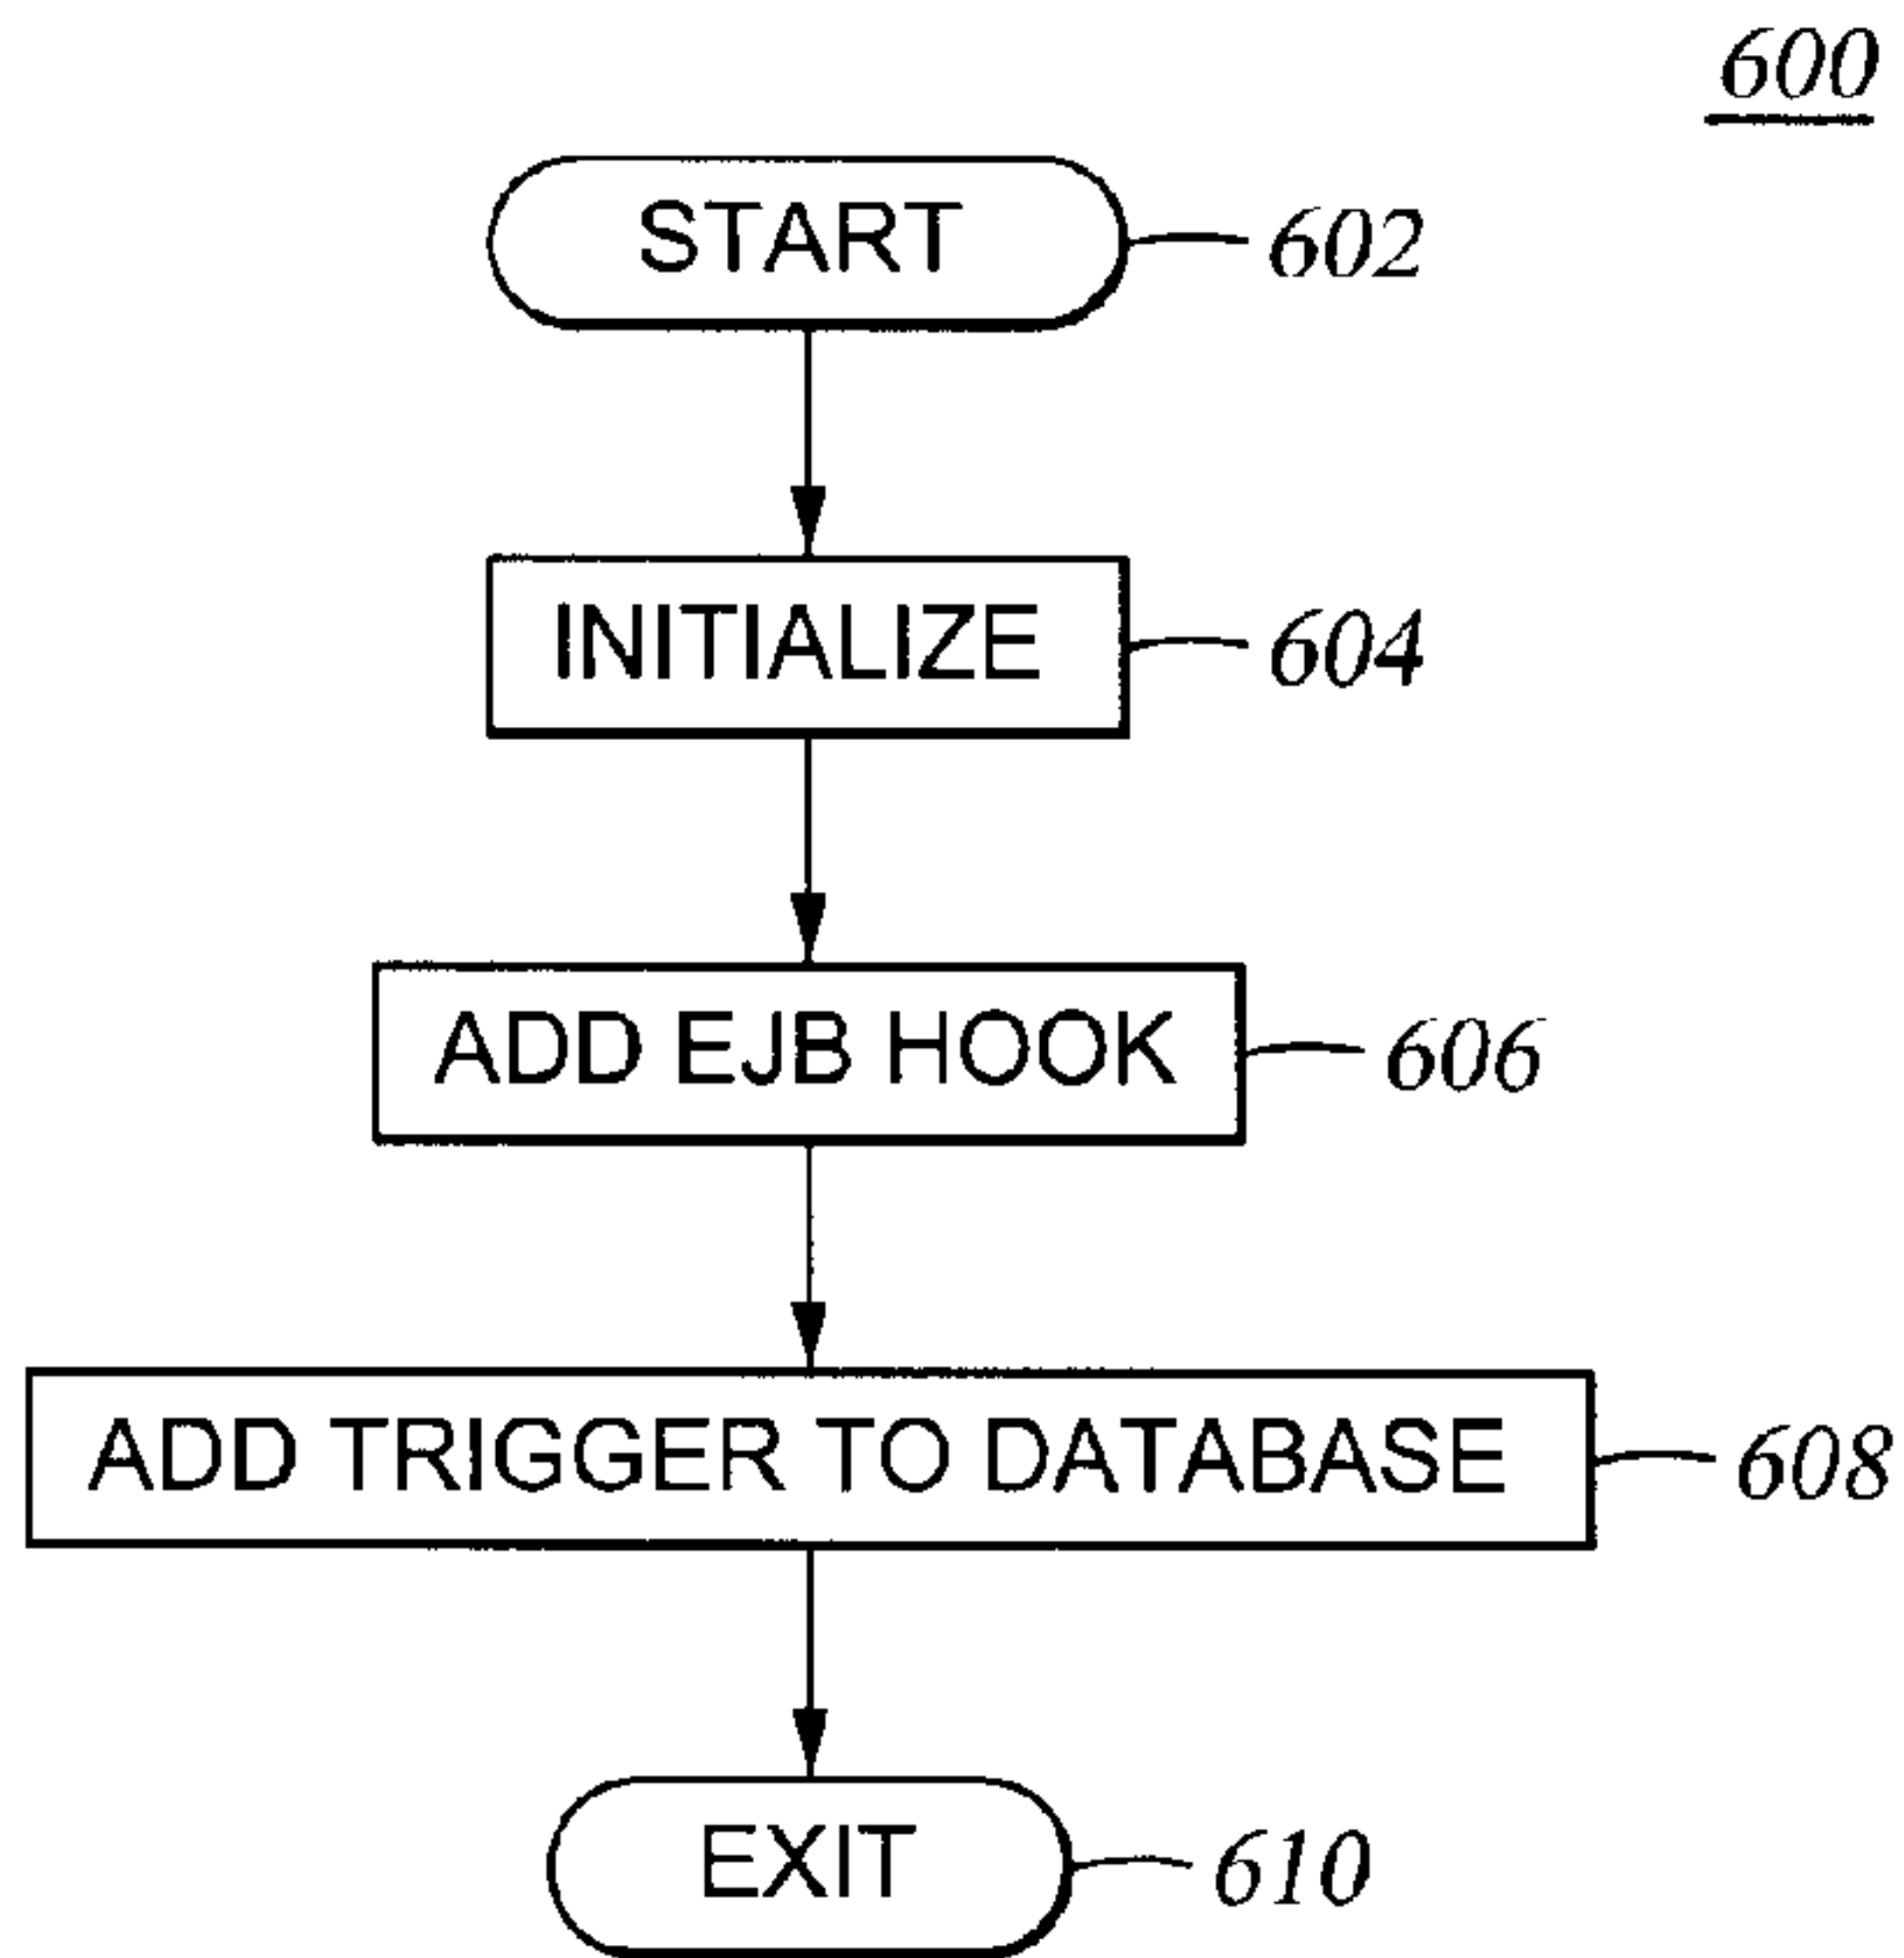 600
START 602
INITIALIZE 604
ADD EJB HOOK 606
ADD TRIGGER TO DATABASE 608
EXIT 610